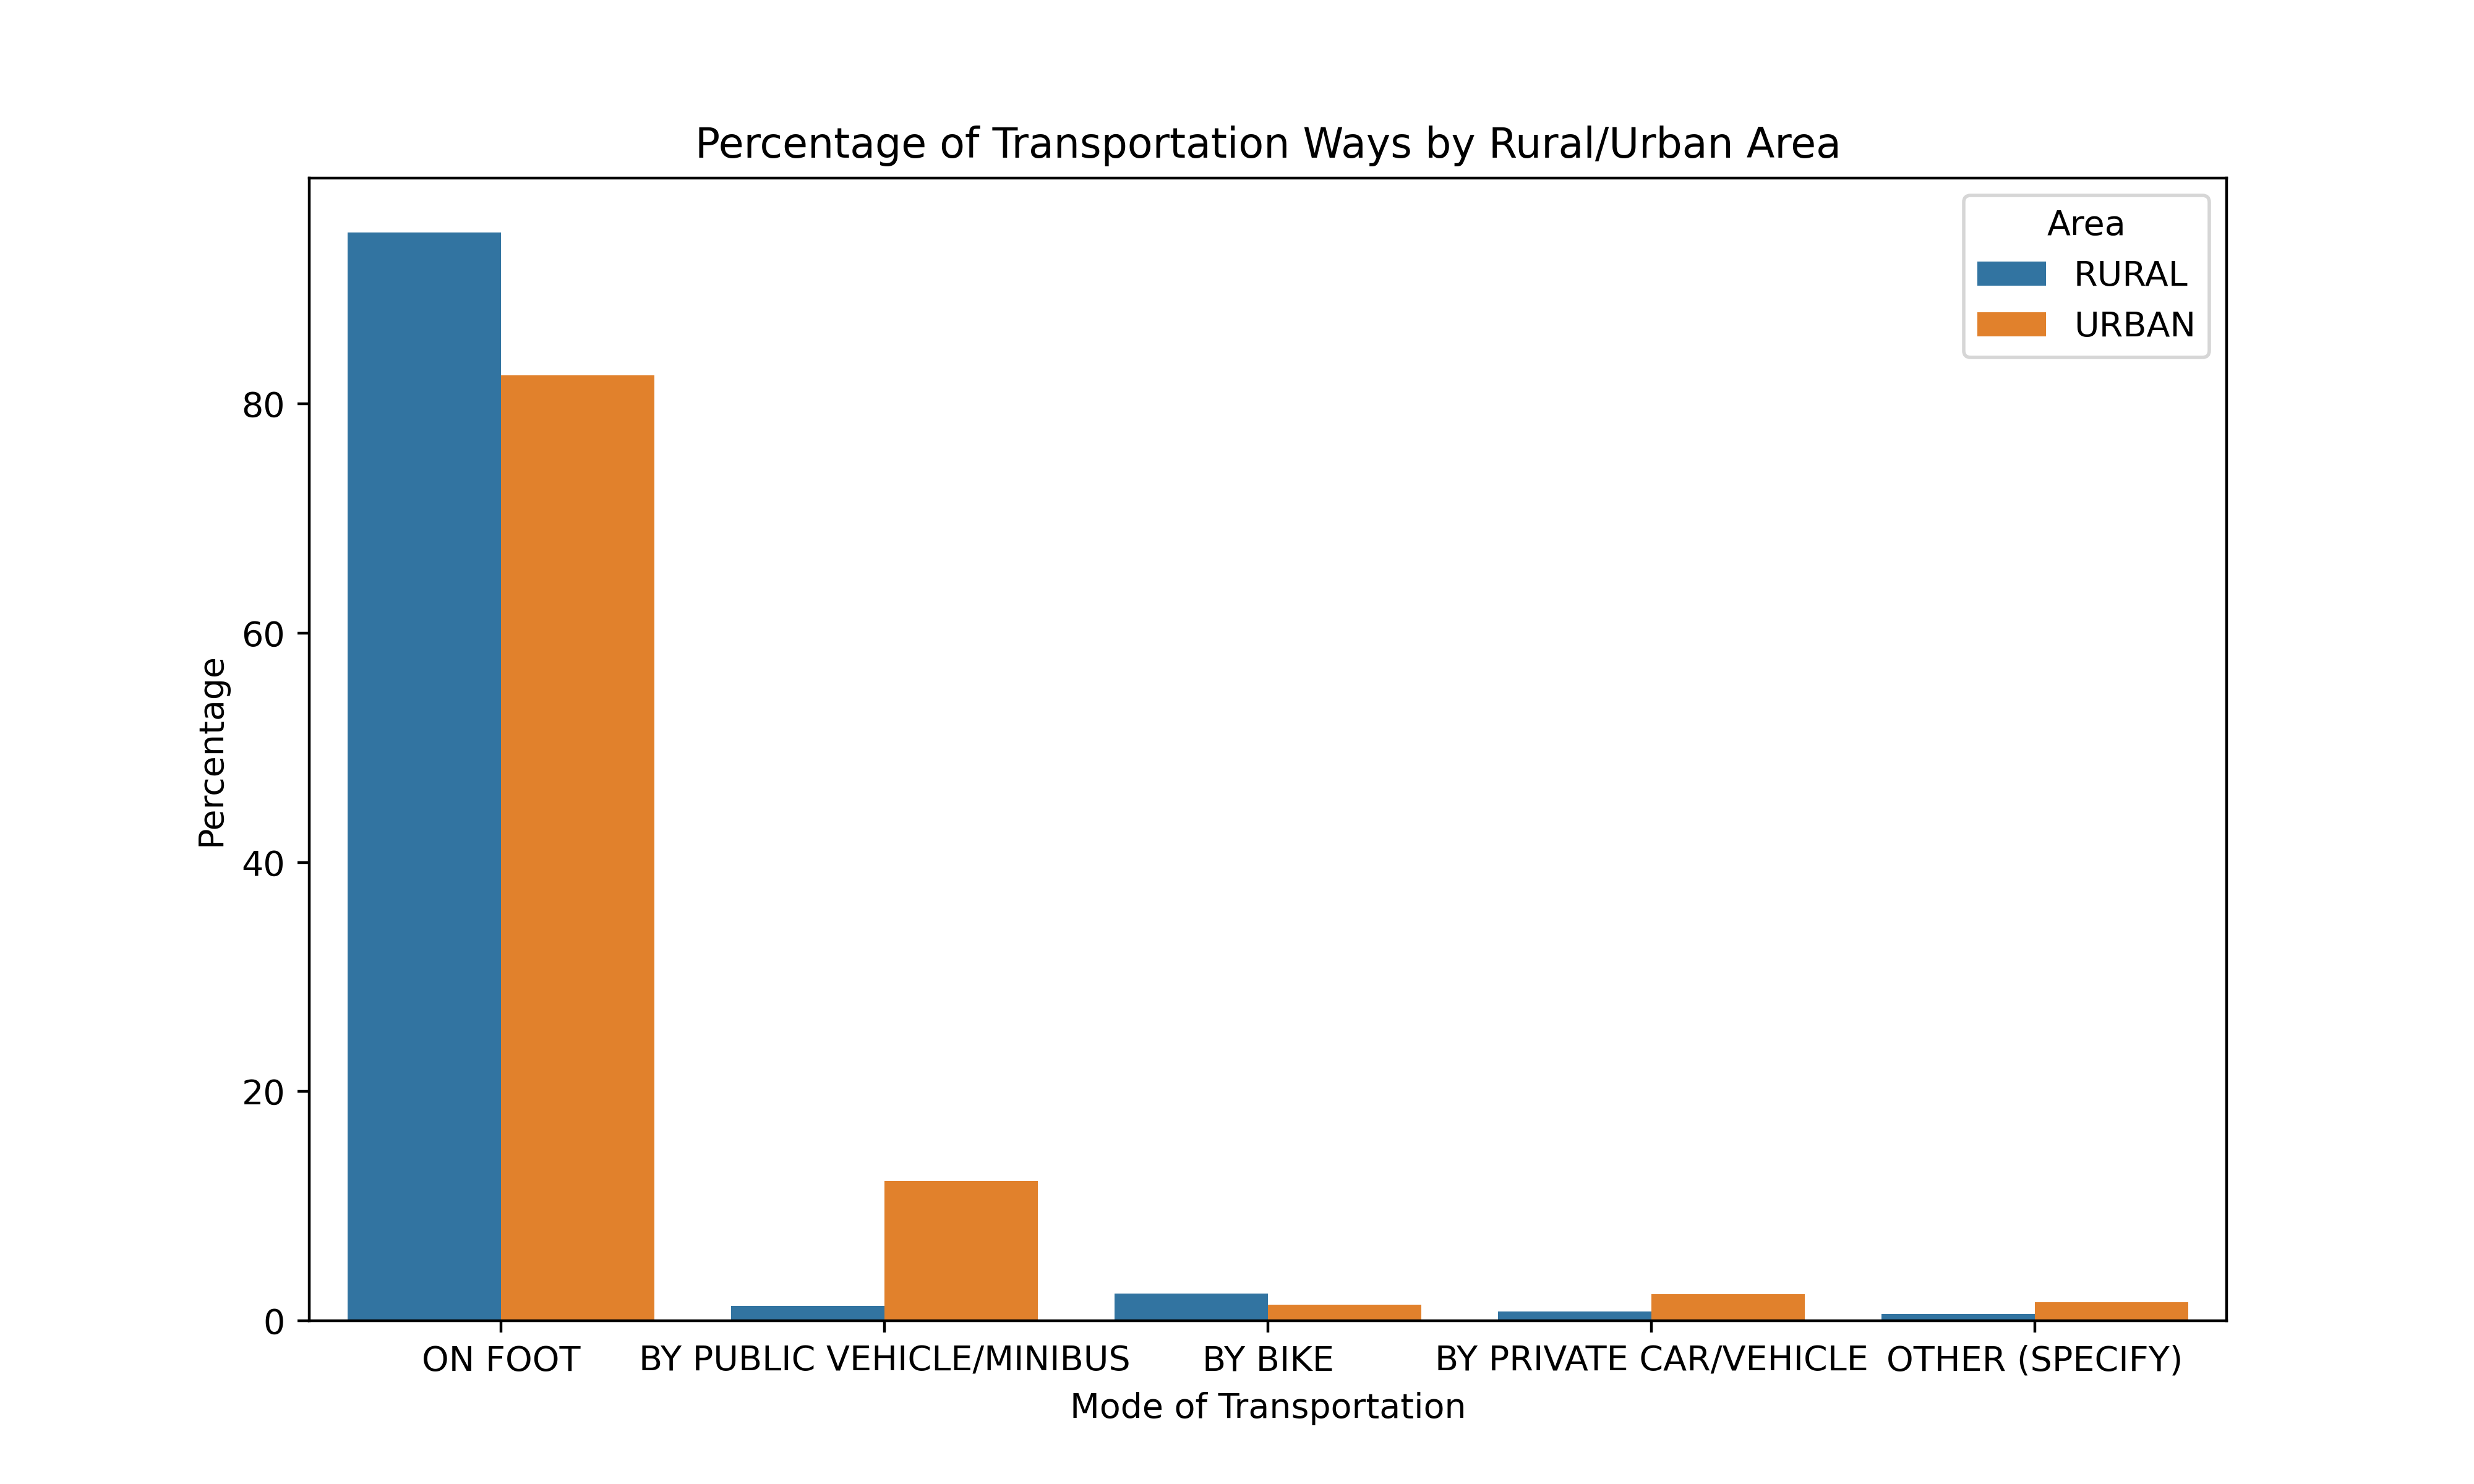 Percentage of Transportation Ways by Rural/Urban Area
Area
RURAL
URBAN
80
60
40
20
0
Percentage
ON FOOT
BY PUBLIC VEHICLE/MINIBUS
BY BIKE
BY PRIVATE CAR/VEHICLE
OTHER (SPECIFY)
Mode of Transportation